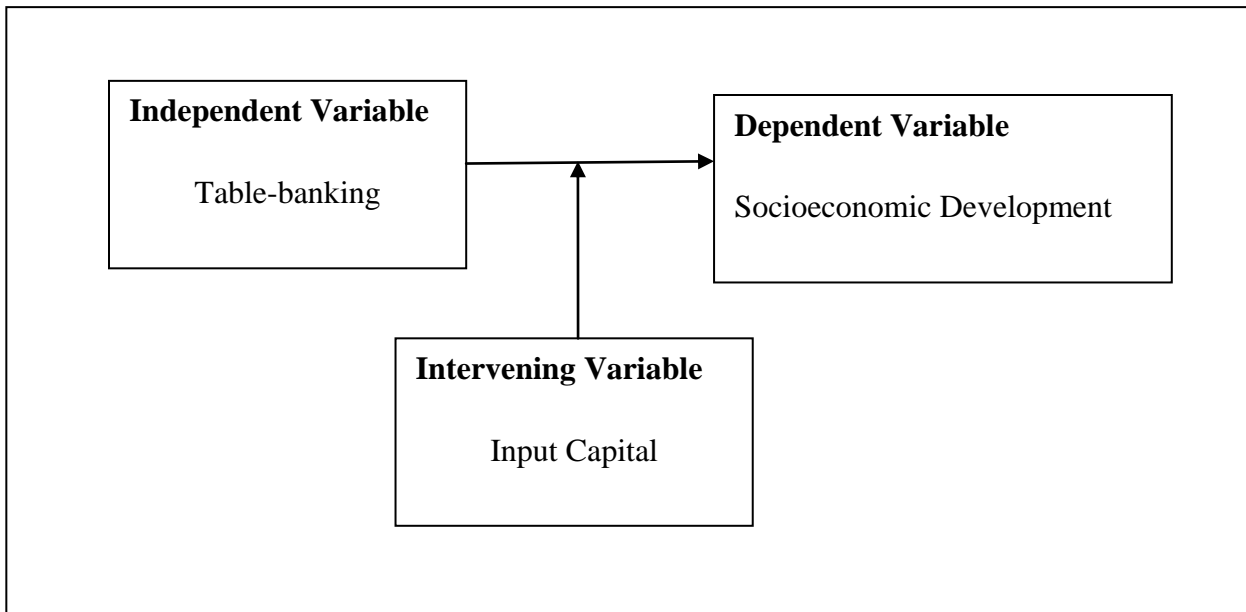 Independent Variable
Table-banking
Dependent Variable
Socioeconomic Development
Intervening Variable
Input Capital